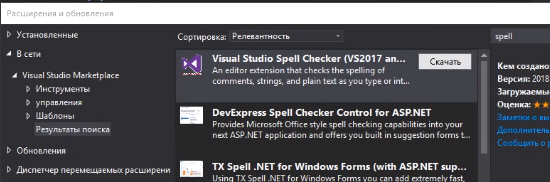 Расширения и обновления
Установленные
В сети
Visual Studio Marketplace
Инструменты
управления
Шаблоны
Результаты поиска
Обновления
Диспетчер перемещаемых расширени
Сортировка: Релевантность
Visual Studio Spell Checker (VS2017 an...
An editor extension that checks the spelling of
comments, strings, and plain text as you type or int...
Скачать
DevExpress Spell Checker Control for ASP.NET
Provides Microsoft Office style spell checking capabilities into your
next ASP.NET application and offers you built in suggestion forms t...
TX Spell .NET for Windows Forms (with ASP.NET sup...
Using TX Spell .NET for Windows Forms you can add extremely fast,
spell
Кем создано:
Версия: 2018
Загружаемые
Оценка:
Заметки о вы
Дополнитель
Сообщить о